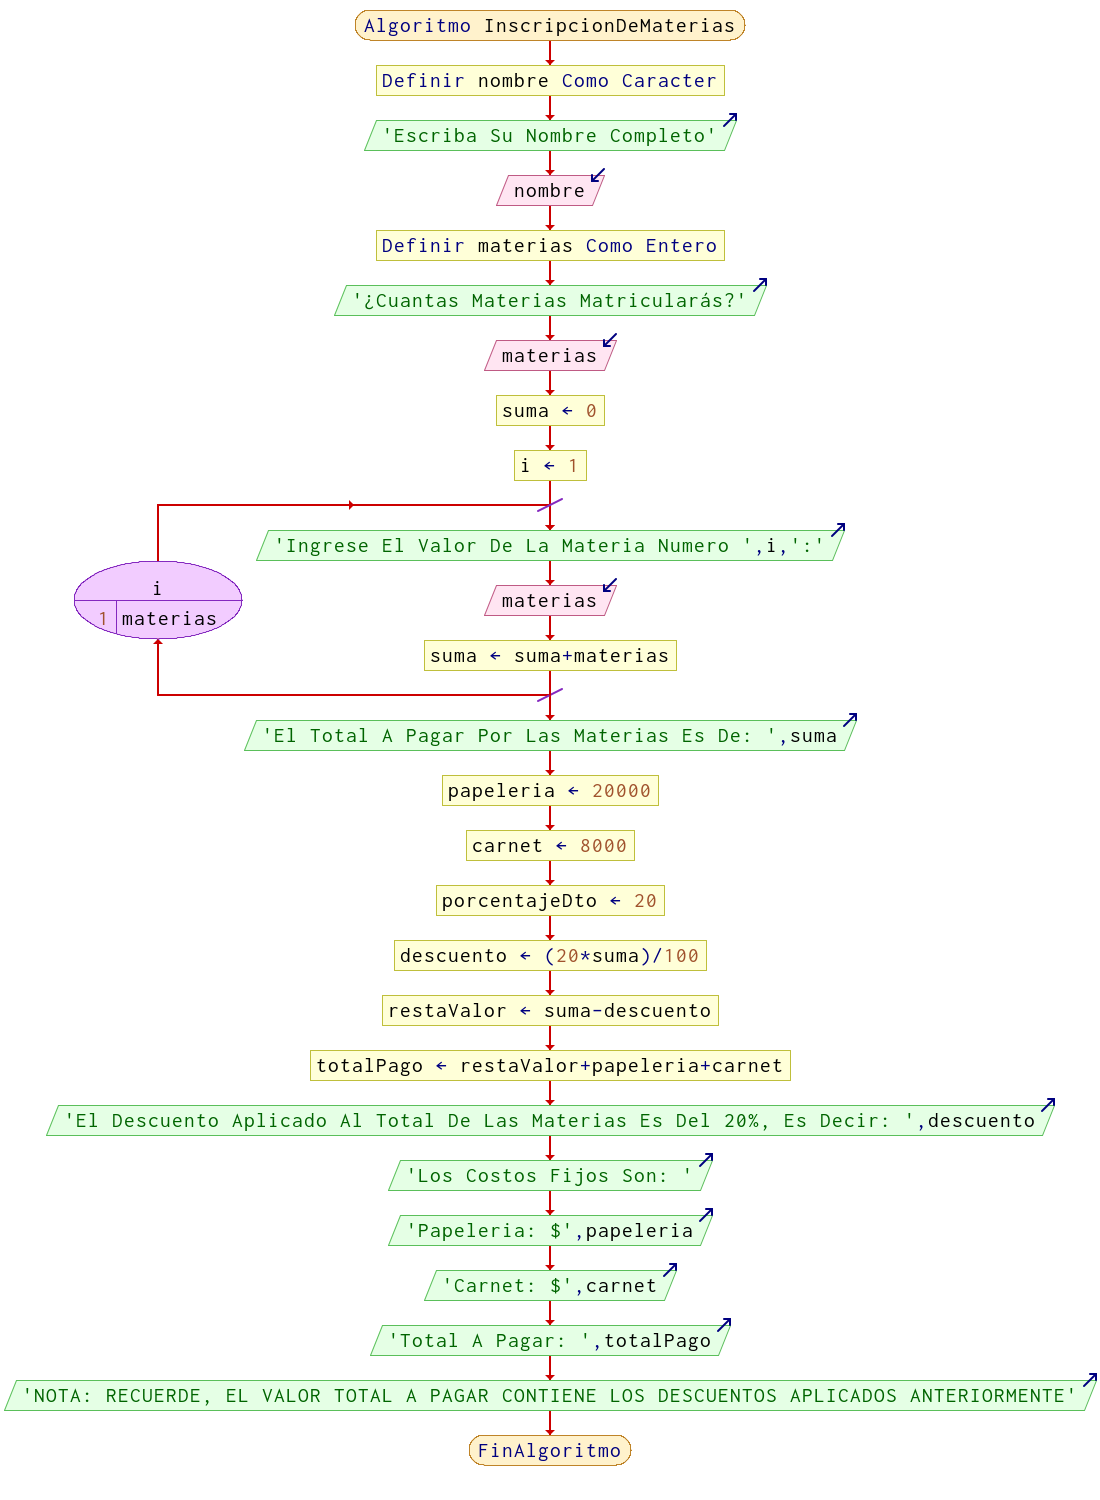 Algoritmo InscripcionDeMaterias
Definir nombre Como Caracter
'Escriba Su Nombre Completo'
nombre
Definir materias Como Entero
'¿Cuantas Materias Matricularás?'
materias
suma ← 0
i ← 1
'Ingrese El Valor De La Materia Numero ',i,':'
i
1 materias
materias
suma ← suma+materias
'El Total A Pagar Por Las Materias Es De: ',suma
papeleria ← 20000
carnet ← 8000
porcentajeDto ← 20
descuento ← (20*suma)/100
restaValor ← suma-descuento
totalPago ← restaValor+papeleria+carnet
'El Descuento Aplicado Al Total De Las Materias Es Del 20%, Es Decir: ',descuento
'Los Costos Fijos Son: '
'Papeleria: $',papeleria
'Carnet: $',carnet
'Total A Pagar: ',totalPago
'NOTA: RECUERDE, EL VALOR TOTAL A PAGAR CONTIENE LOS DESCUENTOS APLICADOS ANTERIORMENTE'
FinAlgoritmo